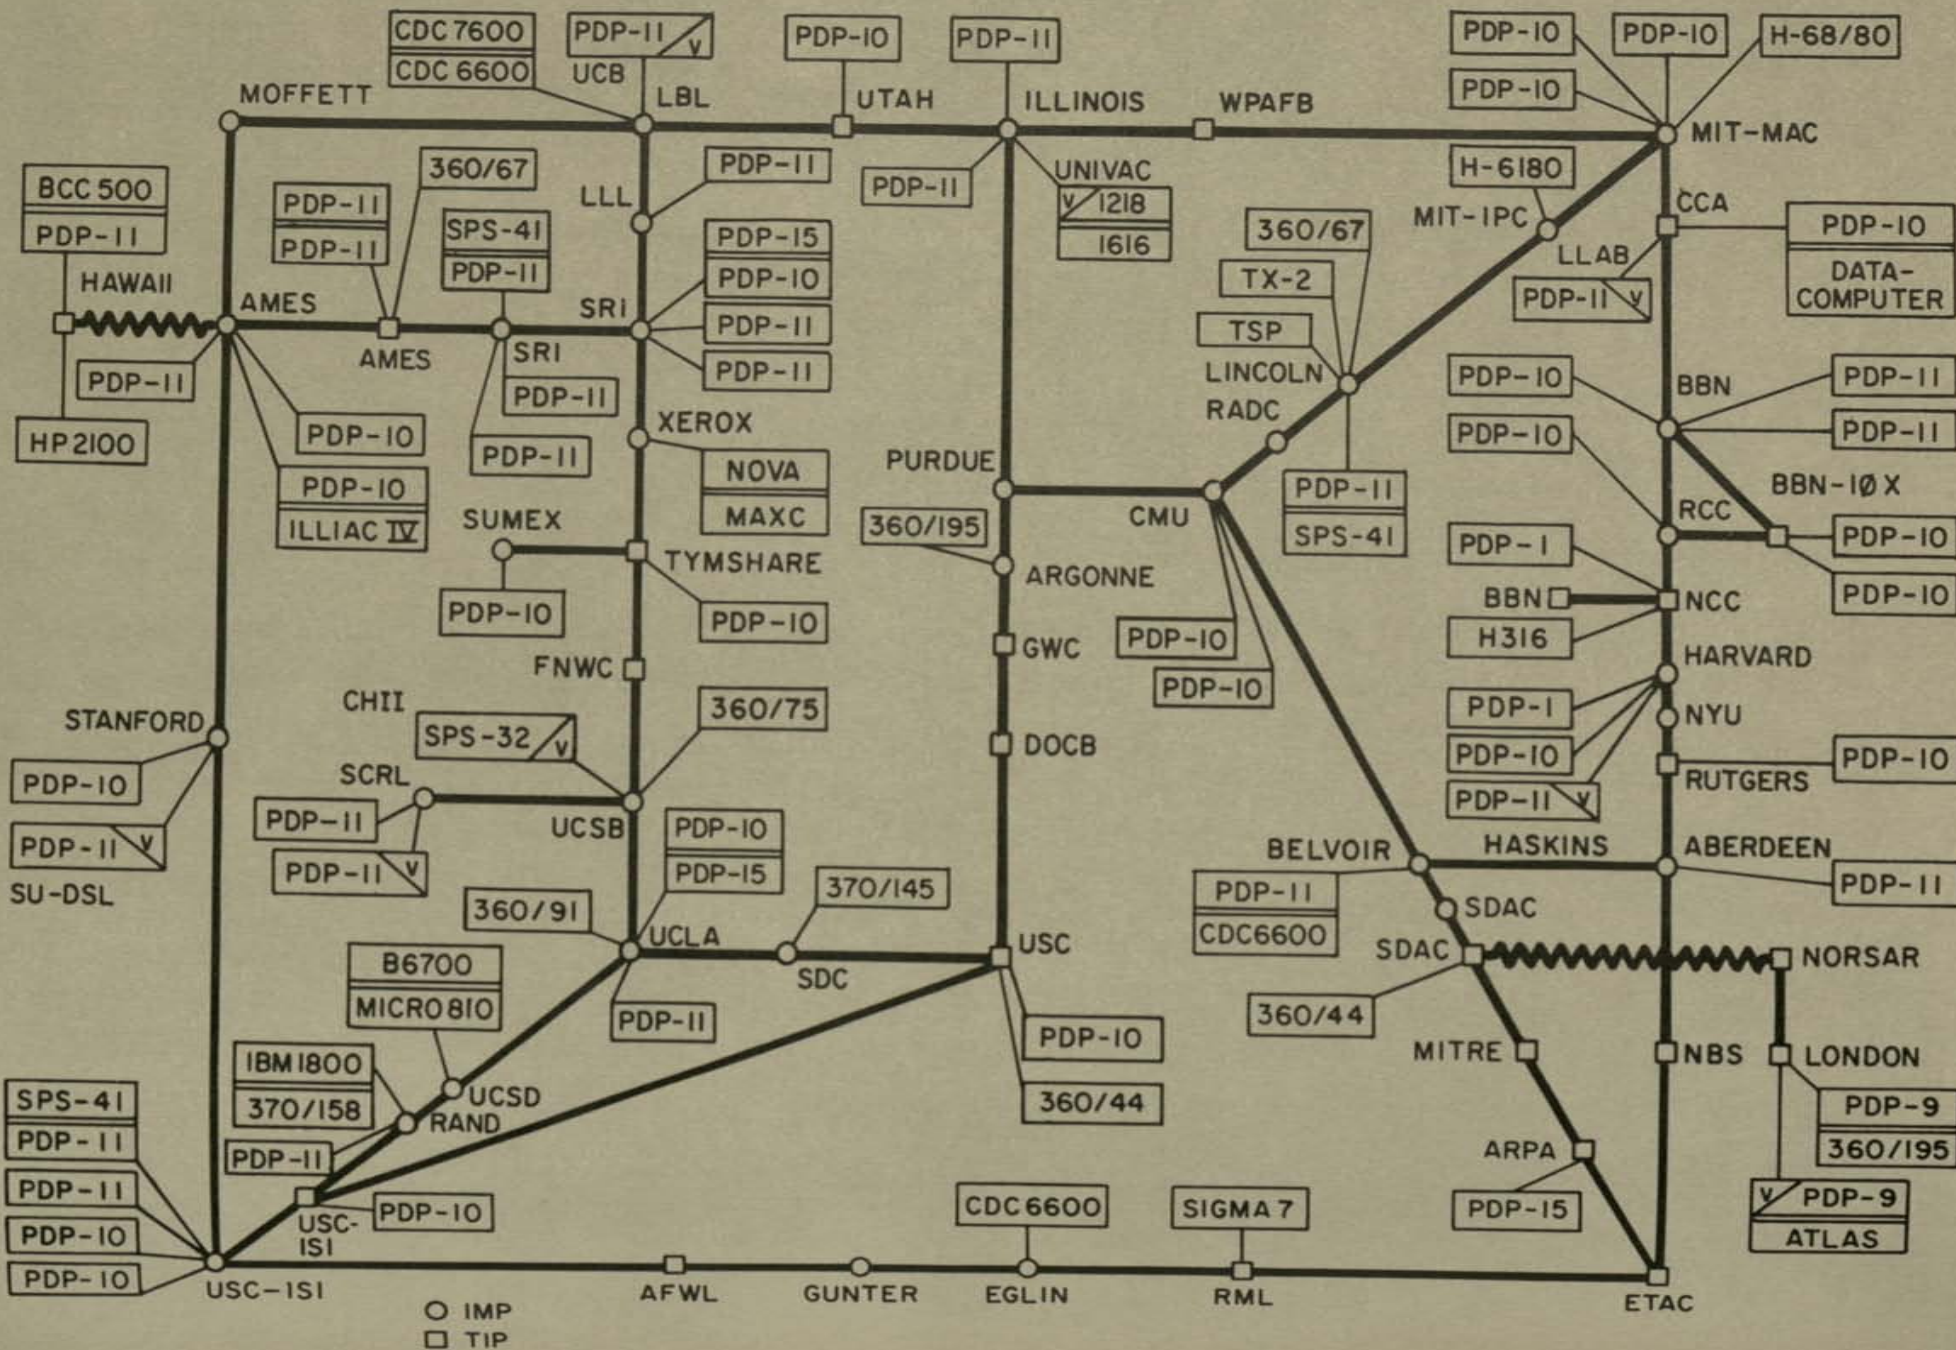 CDC 7600
CDC 6600
PDP-11 V
UCB
PDP-10
PDP-11
PDP-10
PDP-10
H-68/80
PDP-10
MOFFETT
LBL
UTAH
ILLINOIS
WPAFB
MIT-MAC
BCC 500
PDP-11
HAWAII
360/67
PDP-11
PDP-11
SPS-41
PDP-11
LLL
PDP-11
PDP-15
PDP-10
PDP-11
PDP-11
PDP-11
UNIVAC
V 1218
1616
H-6180
MIT-IPC
360/67
TX-2
TSP
LINCOLN
CCA
LLAB
PDP-11 V
PDP-10
DATA-
COMPUTER
AMES
AMES
SRI
SRI
PDP-11
HP2100
PDP-10
PDP-10
ILLIAC IV
PDP-11
PDP-11
XEROX
NOVA
MAXC
SUMEX
PDP-10
TYMSHARE
PDP-10
FNWC
PURDUE
360/195
ARGONNE
GWC
DOCB
RADC
CMU
PDP-10
PDP-10
PDP-11
SPS-41
PDP-10
BBN
PDP-11
PDP-11
PDP-10
BBN-10X
RCC
PDP-10
PDP-10
PDP-1
BBN
NCC
H316
HARVARD
PDP-1
NYU
PDP-10
PDP-11 V
PDP-10
RUTGERS
STANFORD
PDP-10
PDP-11 V
SU-DSL
CHII
SPS-32 V
360/75
SCRL
PDP-11
PDP-11 V
UCSB
PDP-10
PDP-15
360/91
UCLA
370/145
SDC
USC
PDP-11
B6700
MICRO 810
IBM1800
370/158
UCSD
RAND
PDP-11
PDP-10
360/44
BELVOIR
HASKINS
ABERDEEN
PDP-11
PDP-11
CDC6600
SDAC
SDAC
NORSAR
360/44
MITRE
NBS
LONDON
PDP-9
360/195
ARPA
PDP-15
V PDP-9
ATLAS
SPS-41
PDP-11
PDP-11
PDP-10
PDP-10
USC-
ISI
PDP-10
CDC 6600
SIGMA 7
USC-ISI
AFWL
GUNTER
EGLIN
RML
ETAC
IMP
TIP